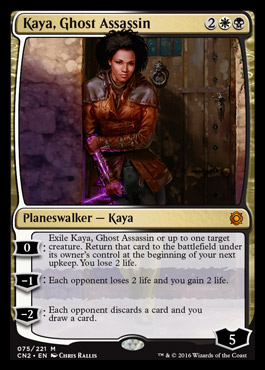 Kaya, Ghost Assassin 2
Planeswalker — Kaya
Exile Kaya, Ghost Assassin or up to one target
0 creature. Return that card to the battlefield under
its owner's control at the beginning of your next
upkeep. You lose 2 life.
-1 Each opponent loses 2 life and you gain 2 life.
-2 Each opponent discards a card and you
draw a card.
5
075/221 M
CN2 • EN Chris Rallis ™ & © 2016 Wizards of the Coast